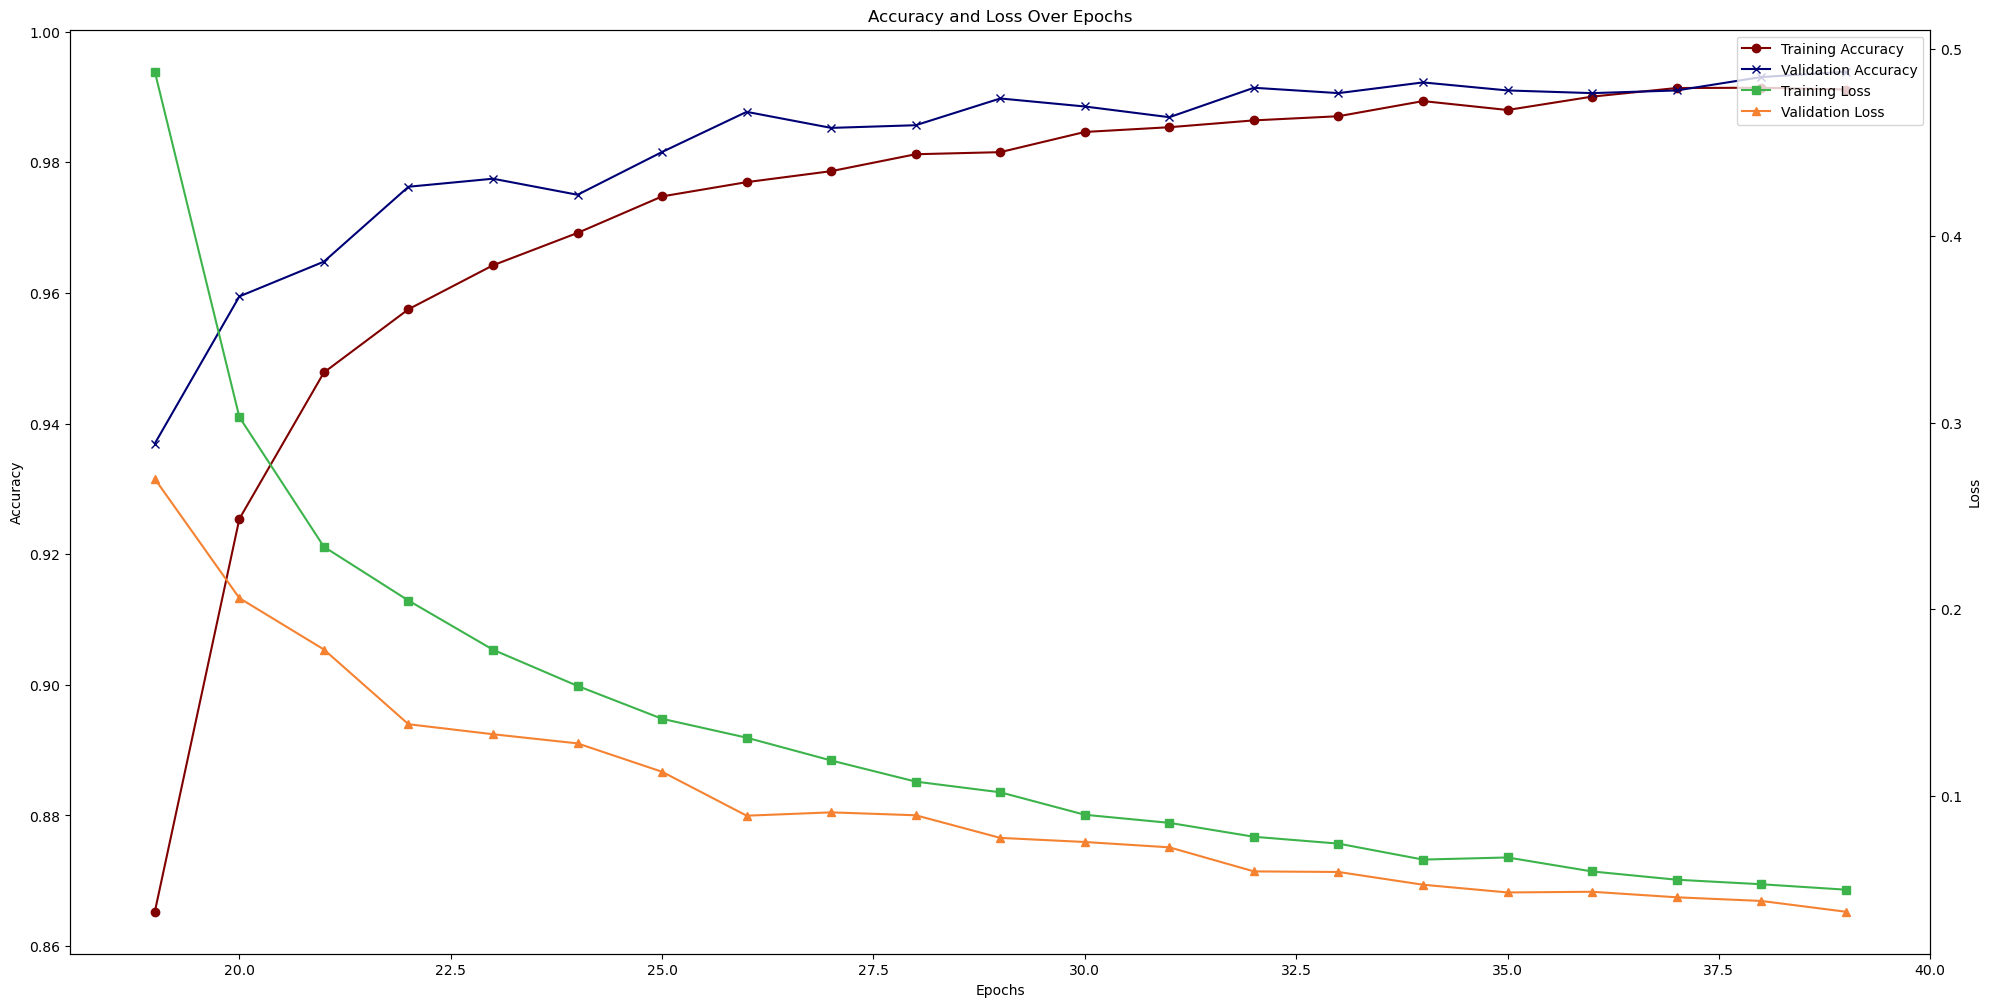 Accuracy and Loss Over Epochs
1.00
0.98
0.96
0.94
0.92
0.90
0.88
0.86
Accuracy
Training Accuracy
Validation Accuracy
Training Loss
Validation Loss
0.5
0.4
0.3
0.2
0.1
Loss
20.0 22.5 25.0 27.5 30.0 32.5 35.0 37.5 40.0
Epochs